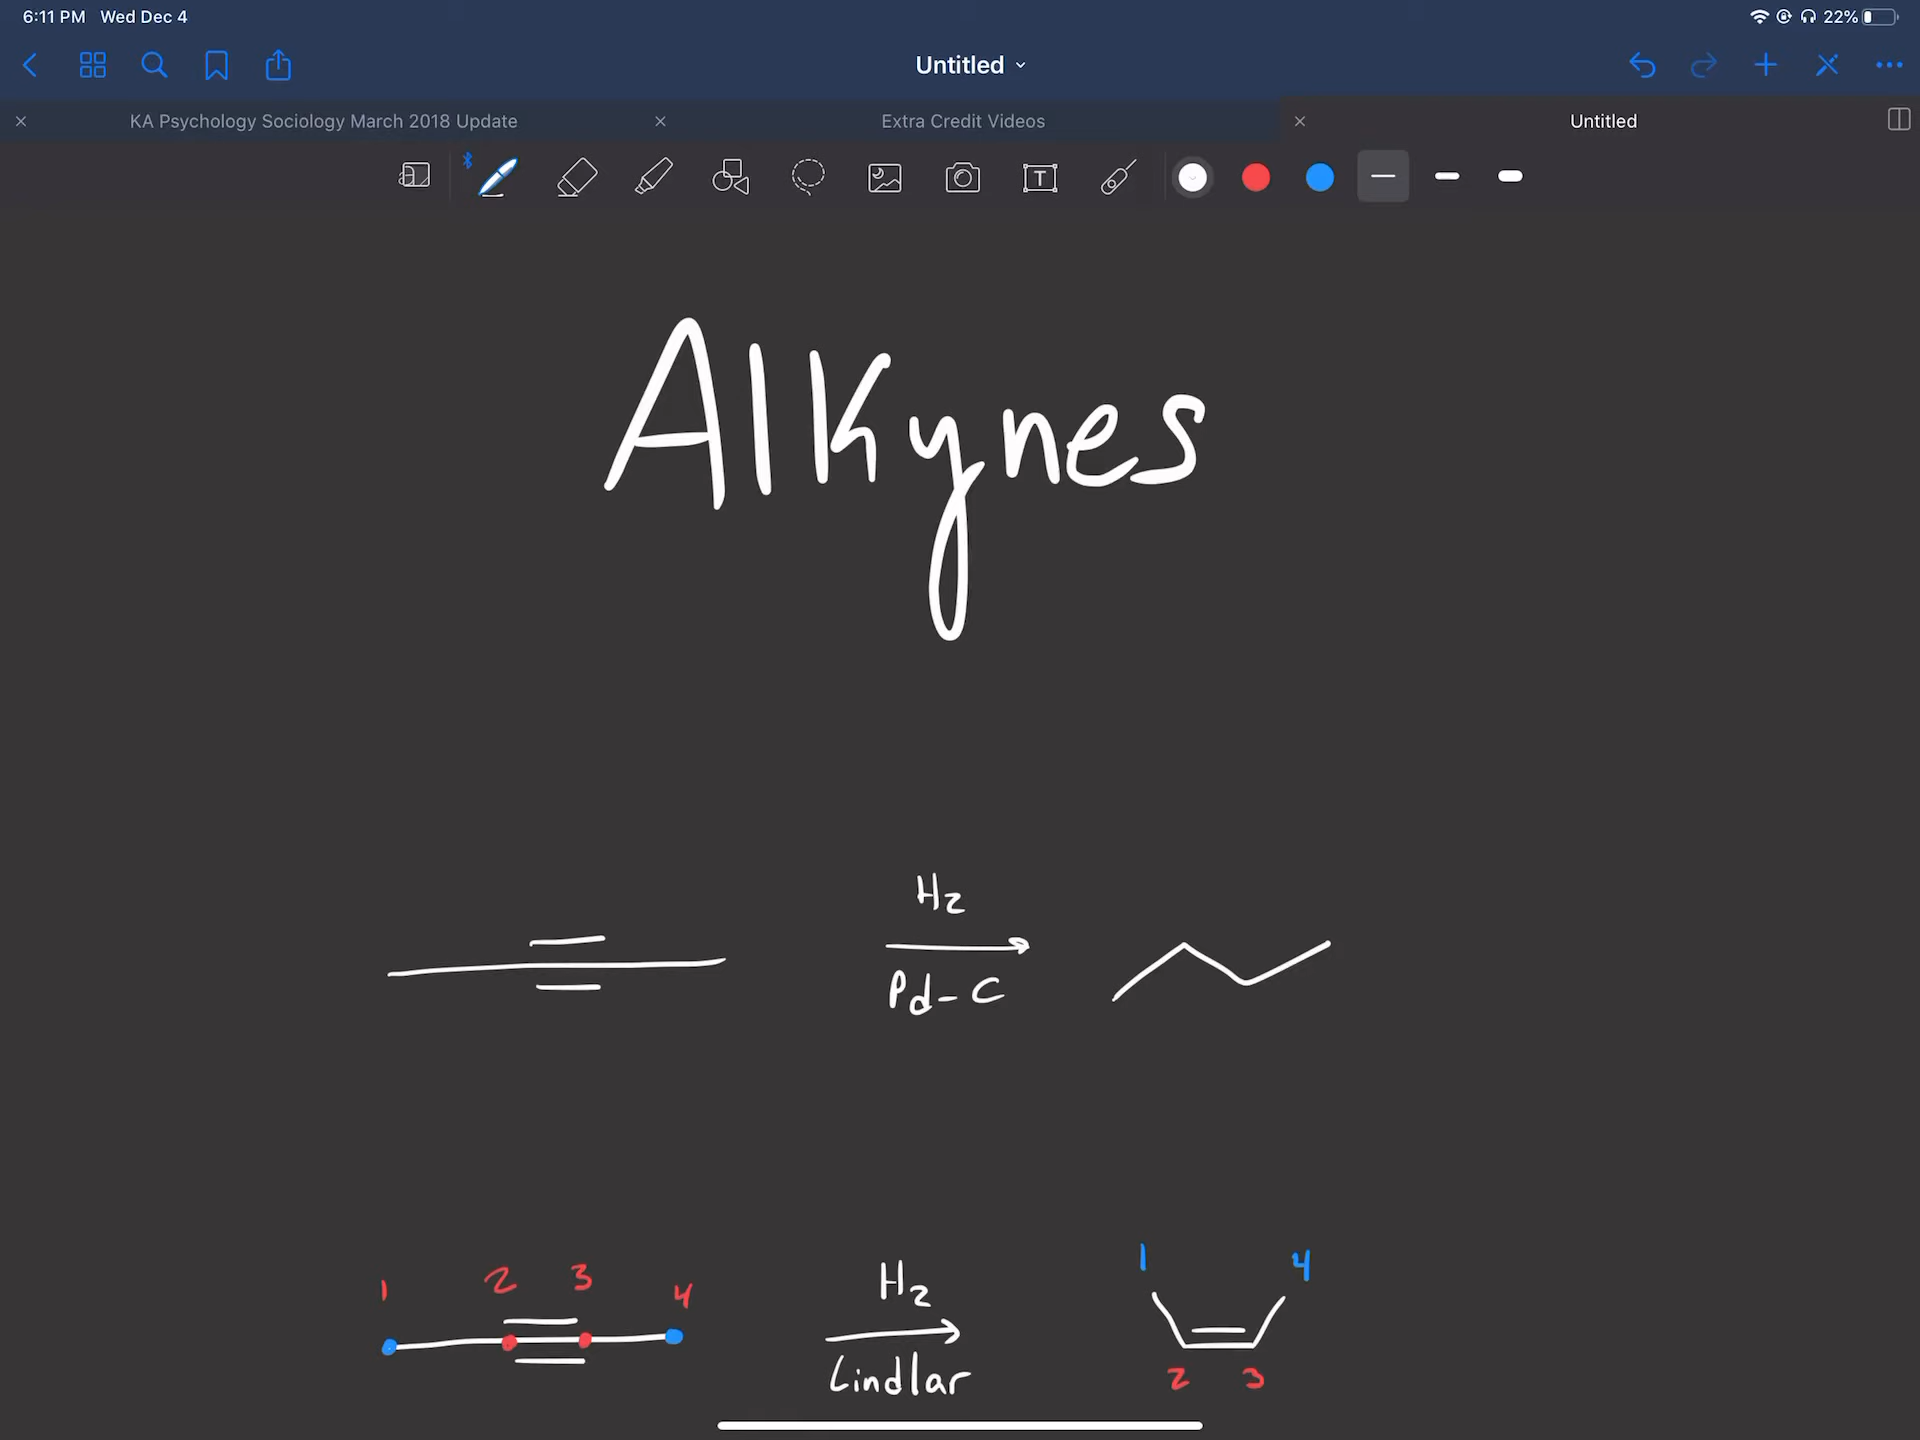 6:11 PM Wed Dec 4
22%
Untitled
KA Psychology Sociology March 2018 Update
Extra Credit Videos
Untitled
T
Alkynes
H2
Pd-C
1 2 3 4
H2
Lindlar
1 4
2 3